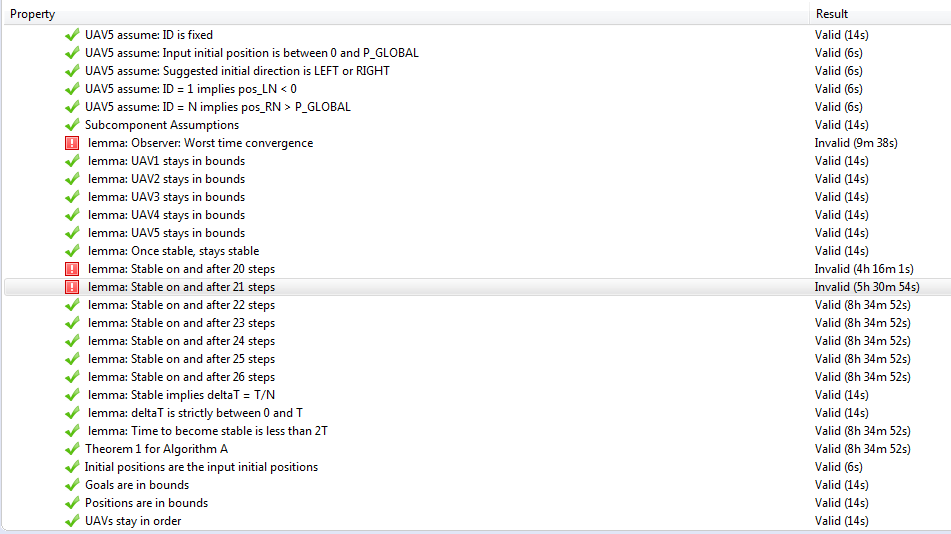 Property Result
UAV5 assume: ID is fixed Valid (14s)
UAV5 assume: Input initial position is between 0 and P_GLOBAL Valid (6s)
UAV5 assume: Suggested initial direction is LEFT or RIGHT Valid (6s)
UAV5 assume: ID = 1 implies pos_LN < 0 Valid (6s)
UAV5 assume: ID = N implies pos_RN > P_GLOBAL Valid (6s)
Subcomponent Assumptions Valid (14s)
lemma: Observer: Worst time convergence Invalid (9m 38s)
lemma: UAV1 stays in bounds Valid (14s)
lemma: UAV2 stays in bounds Valid (14s)
lemma: UAV3 stays in bounds Valid (14s)
lemma: UAV4 stays in bounds Valid (14s)
lemma: UAV5 stays in bounds Valid (14s)
lemma: Once stable, stays stable Valid (14s)
lemma: Stable on and after 20 steps Invalid (4h 16m 1s)
lemma: Stable on and after 21 steps Invalid (5h 30m 54s)
lemma: Stable on and after 22 steps Valid (8h 34m 52s)
lemma: Stable on and after 23 steps Valid (8h 34m 52s)
lemma: Stable on and after 24 steps Valid (8h 34m 52s)
lemma: Stable on and after 25 steps Valid (8h 34m 52s)
lemma: Stable on and after 26 steps Valid (8h 34m 52s)
lemma: Stable implies deltaT = T/N Valid (14s)
lemma: deltaT is strictly between 0 and T Valid (14s)
lemma: Time to become stable is less than 2T Valid (8h 34m 52s)
Theorem 1 for Algorithm A Valid (8h 34m 52s)
Initial positions are the input initial positions Valid (6s)
Goals are in bounds Valid (14s)
Positions are in bounds Valid (14s)
UAVs stay in order Valid (14s)